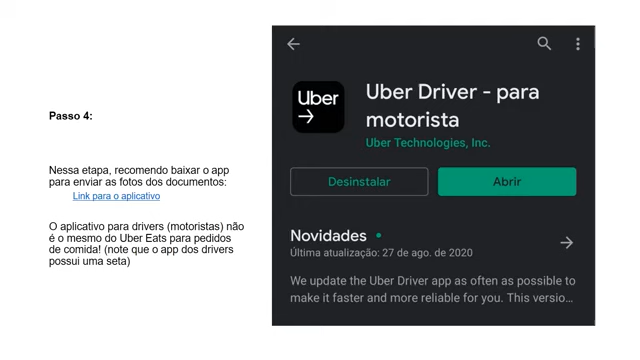 Passo 4:
Nessa etapa, recomendo baixar o app
para enviar as fotos dos documentos:
Link para o aplicativo
O aplicativo para drivers (motoristas) não
é o mesmo do Uber Eats para pedidos
de comida! (note que o app dos drivers
possui uma seta)
Uber
Uber Driver - para
motorista
Uber Technologies, Inc.
Desinstalar
Abrir
Novidades
Última atualização: 27 de ago. de 2020
We update the Uber Driver app as often as possible to
make it faster and more reliable for you. This versio...